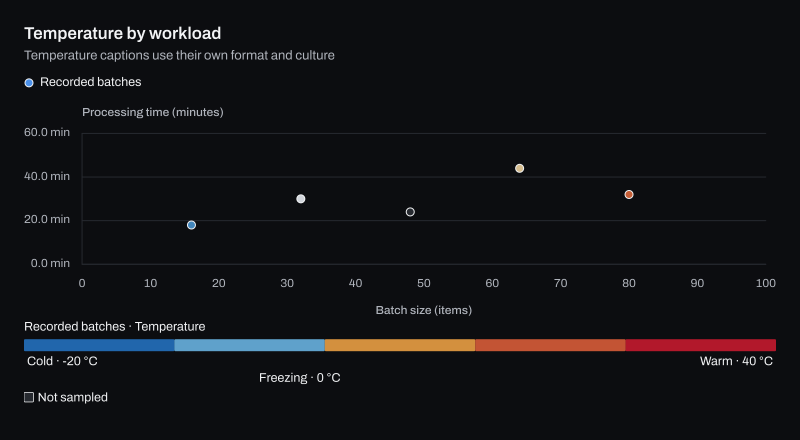 Temperature by workload
Temperature captions use their own format and culture
Recorded batches
Processing time (minutes)
60.0 min
40.0 min
20.0 min
0.0 min
0 10 20 30 40 50 60 70 80 90 100
Batch size (items)
Recorded batches · Temperature
Cold · -20 °C
Warm · 40 °C
Freezing · 0 °C
Not sampled